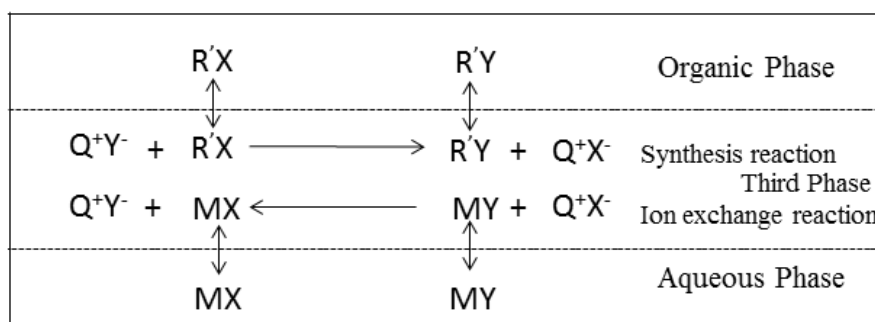 R'X R'Y Organic Phase
Q⁺Y⁻ + R'X R'Y + Q⁺X⁻ Synthesis reaction
Third Phase
Q⁺Y⁻ + MX MY + Q⁺X⁻ Ion exchange reaction
MX MY Aqueous Phase